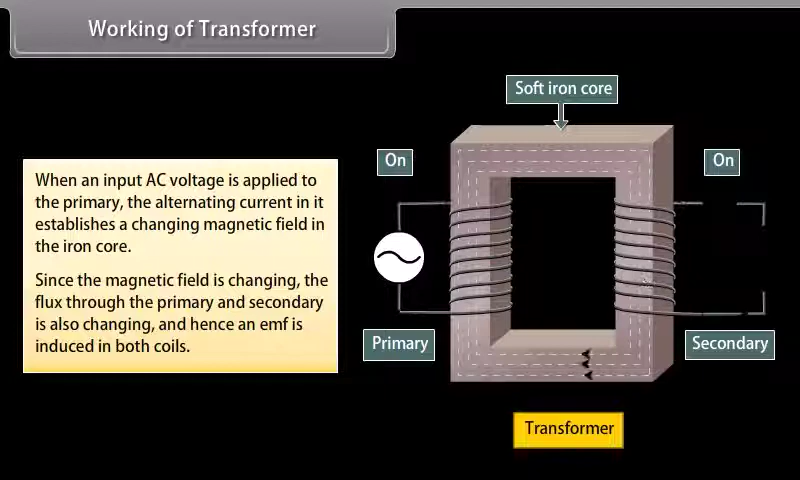 Working of Transformer
Soft iron core
On
On
When an input AC voltage is applied to
the primary, the alternating current in it
establishes a changing magnetic field in
the iron core.
Since the magnetic field is changing, the
flux through the primary and secondary
is also changing, and hence an emf is
induced in both coils.
Primary
Secondary
Transformer